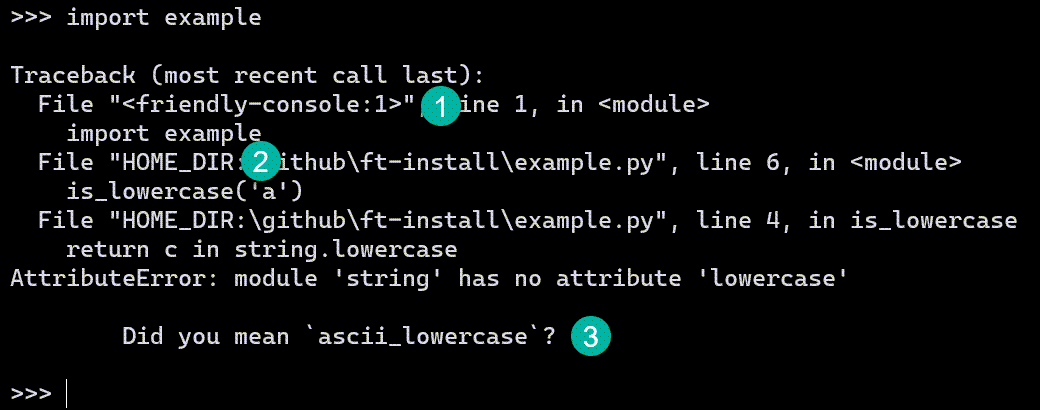 >>> import example
Traceback (most recent call last):
  File "<friendly-console:1>" 1 ine 1, in <module>
    import example
  File "HOME_DIR: 2 github\ft-install\example.py", line 6, in <module>
    is_lowercase('a')
  File "HOME_DIR:\github\ft-install\example.py", line 4, in is_lowercase
    return c in string.lowercase
AttributeError: module 'string' has no attribute 'lowercase'
        Did you mean `ascii_lowercase`? 3
>>>